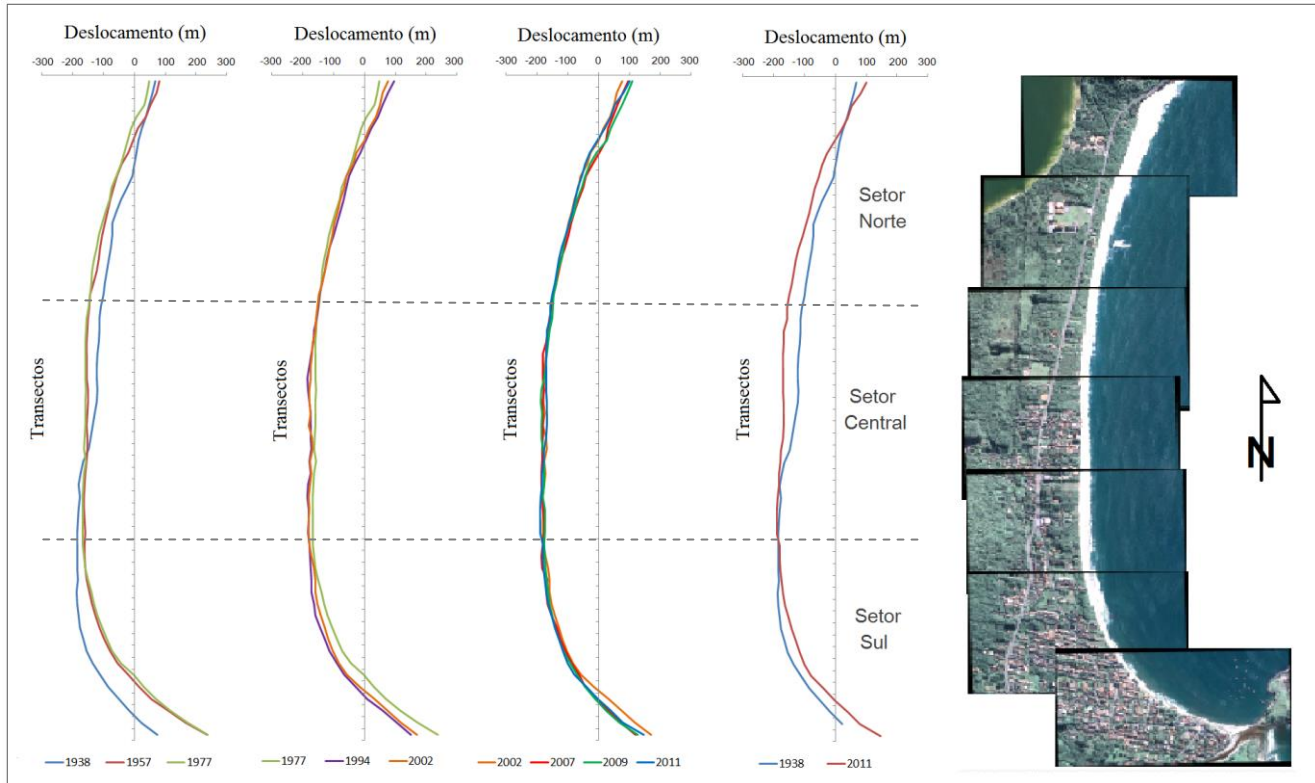 Deslocamento (m)
-300 -200 -100 0 100 200 300
Transectos
1938 1957 1977
Deslocamento (m)
-300 -200 -100 0 100 200 300
Transectos
1977 1994 2002
Deslocamento (m)
-300 -200 -100 0 100 200 300
Transectos
2002 2007 2009 2011
Deslocamento (m)
-300 -200 -100 0 100 200 300
Setor
Norte
Setor
Central
Setor
Sul
1938 2011
N